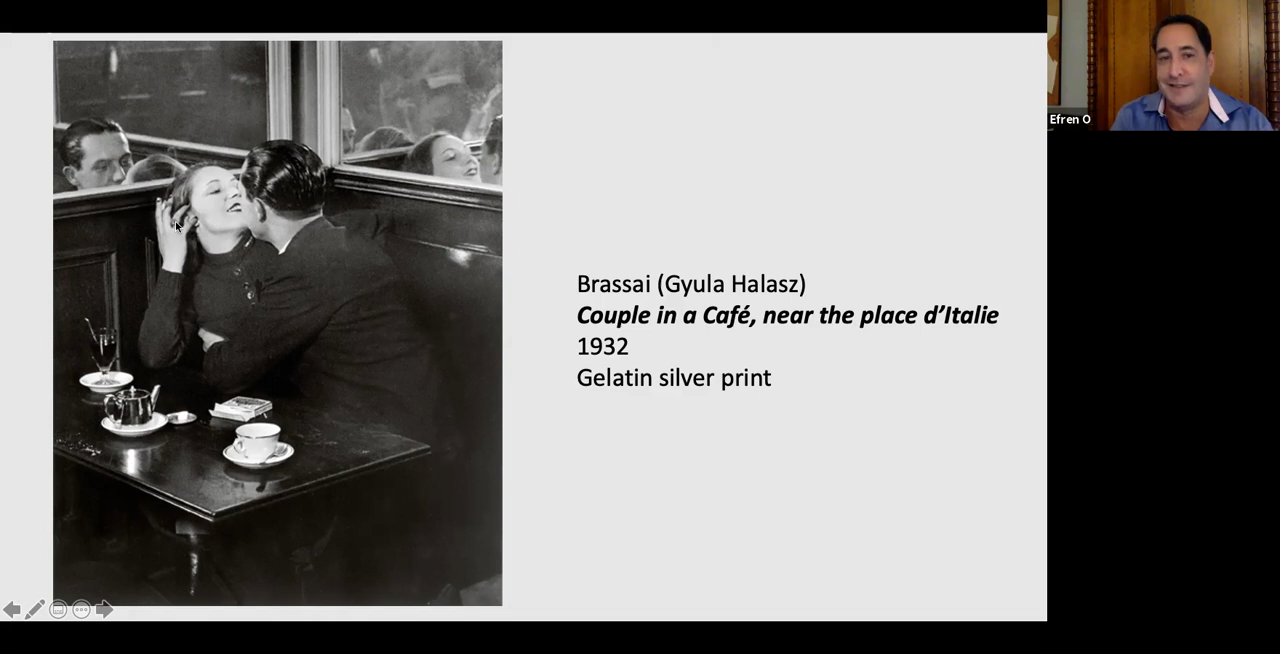 Brassai (Gyula Halasz)
Couple in a Café, near the place d’Italie
1932
Gelatin silver print
Efren O